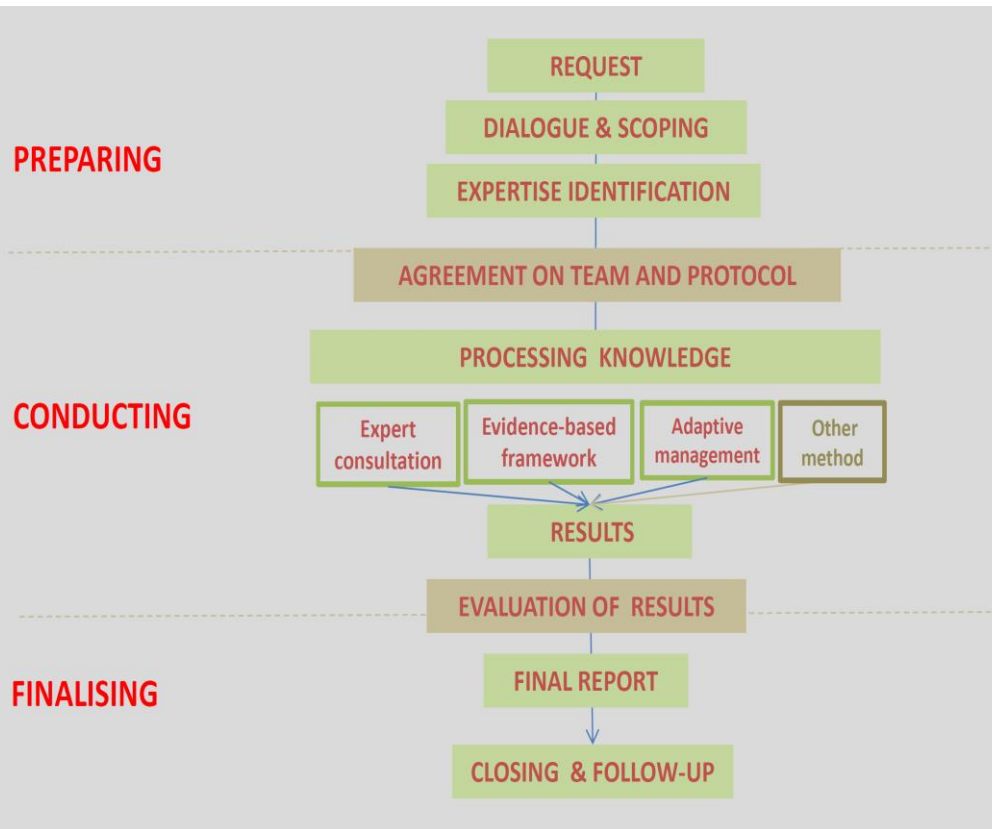 REQUEST
DIALOGUE & SCOPING
PREPARING
EXPERTISE IDENTIFICATION
AGREEMENT ON TEAM AND PROTOCOL
PROCESSING KNOWLEDGE
CONDUCTING
Expert
consultation
Evidence-based
framework
Adaptive
management
Other
method
RESULTS
EVALUATION OF RESULTS
FINAL REPORT
FINALISING
CLOSING & FOLLOW-UP